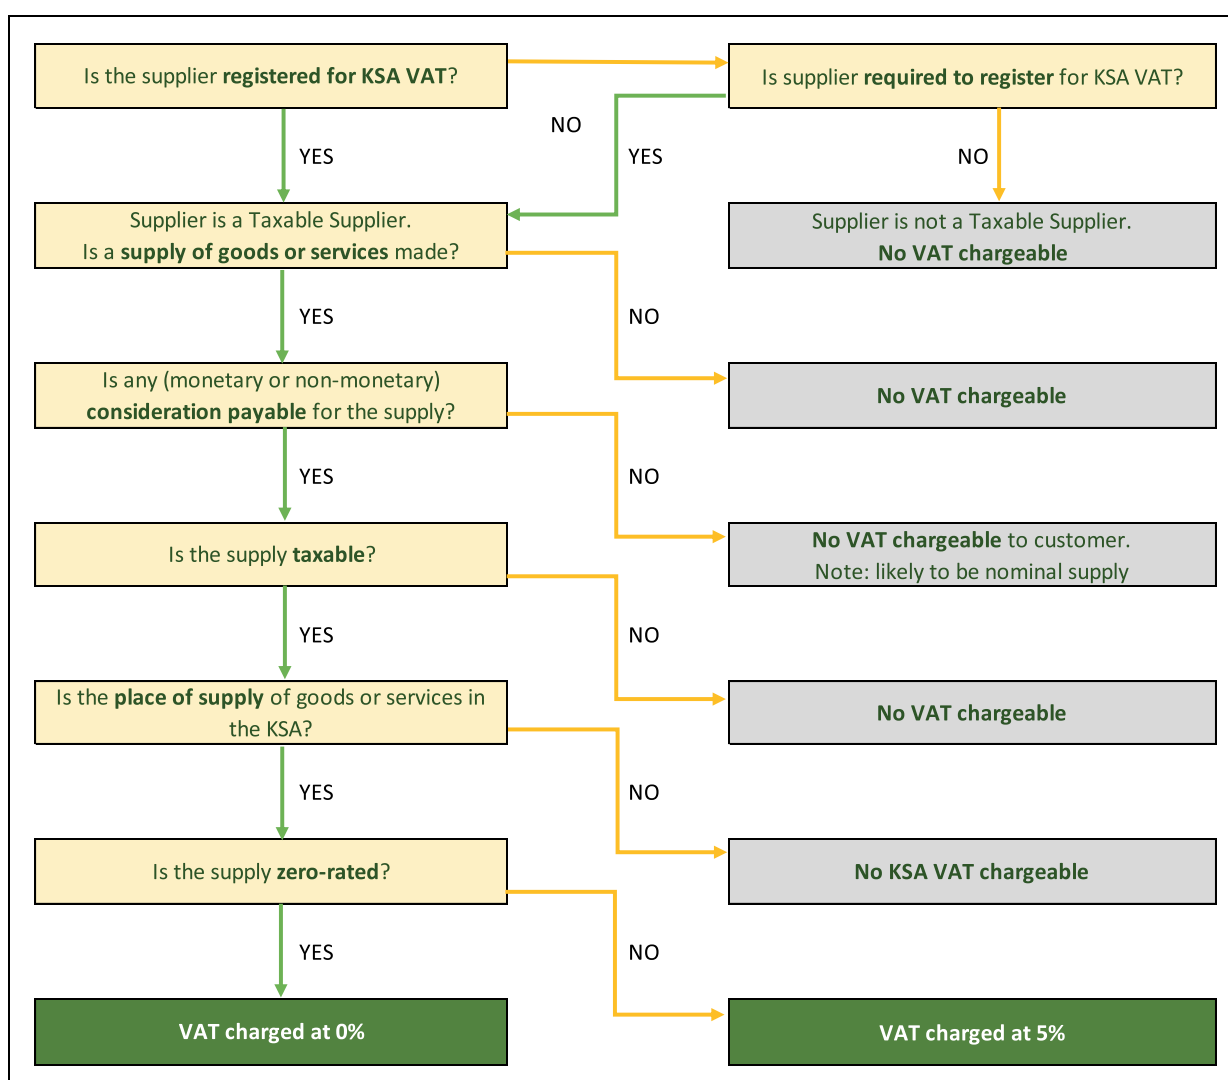 Is the supplier registered for KSA VAT?
Is supplier required to register for KSA VAT?
NO
YES
YES
NO
Supplier is a Taxable Supplier.
Is a supply of goods or services made?
Supplier is not a Taxable Supplier.
No VAT chargeable
YES
NO
Is any (monetary or non-monetary)
consideration payable for the supply?
No VAT chargeable
YES
NO
Is the supply taxable?
No VAT chargeable to customer.
Note: likely to be nominal supply
YES
NO
Is the place of supply of goods or services in
the KSA?
No VAT chargeable
YES
NO
Is the supply zero-rated?
No KSA VAT chargeable
YES
NO
VAT charged at 0%
VAT charged at 5%